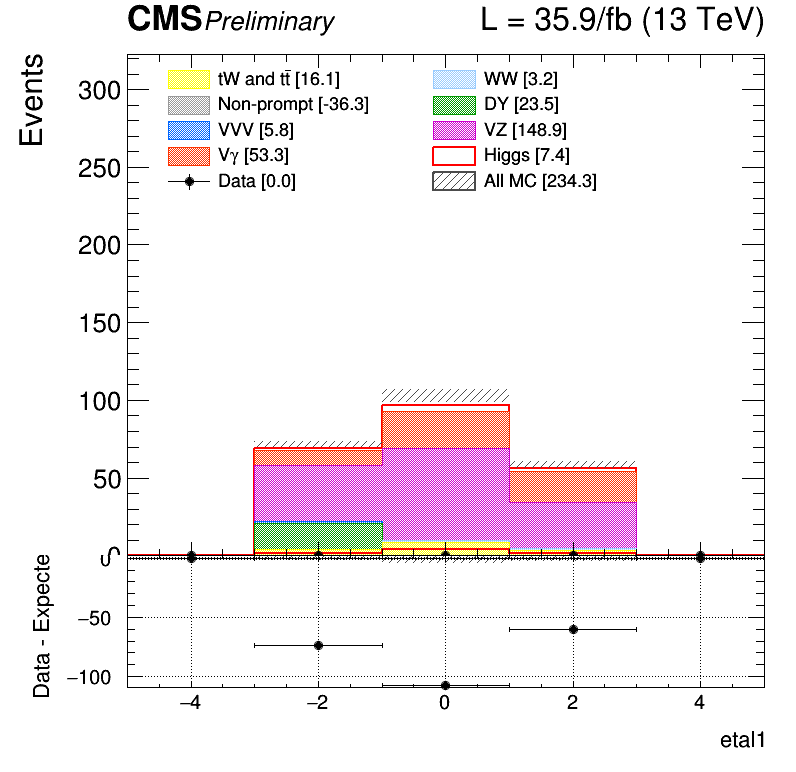 CMS Preliminary L = 35.9/fb (13 TeV)
Events
300
250
200
150
100
50
0
tW and tt̄ [16.1]
Non-prompt [-36.3]
VVV [5.8]
Vγ [53.3]
Data [0.0]
WW [3.2]
DY [23.5]
VZ [148.9]
Higgs [7.4]
All MC [234.3]
Data - Expecte
0
−50
−100
−4 −2 0 2 4
etal1